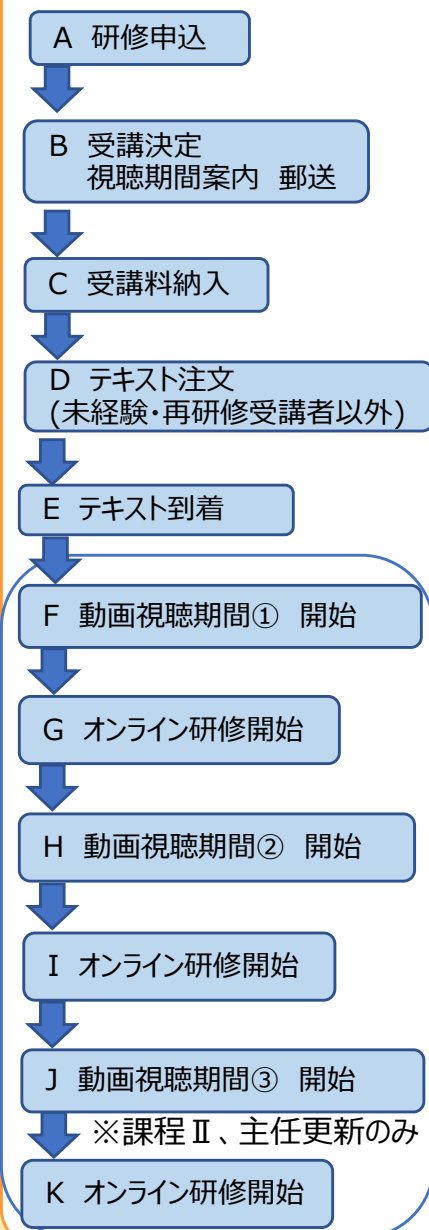 A 研修申込
B 受講決定
視聴期間案内 郵送
C 受講料納入
D テキスト注文
(未経験・再研修受講者以外)
E テキスト到着
F 動画視聴期間① 開始
G オンライン研修開始
H 動画視聴期間② 開始
I オンライン研修開始
J 動画視聴期間③ 開始
※課程Ⅱ、主任更新のみ
K オンライン研修開始